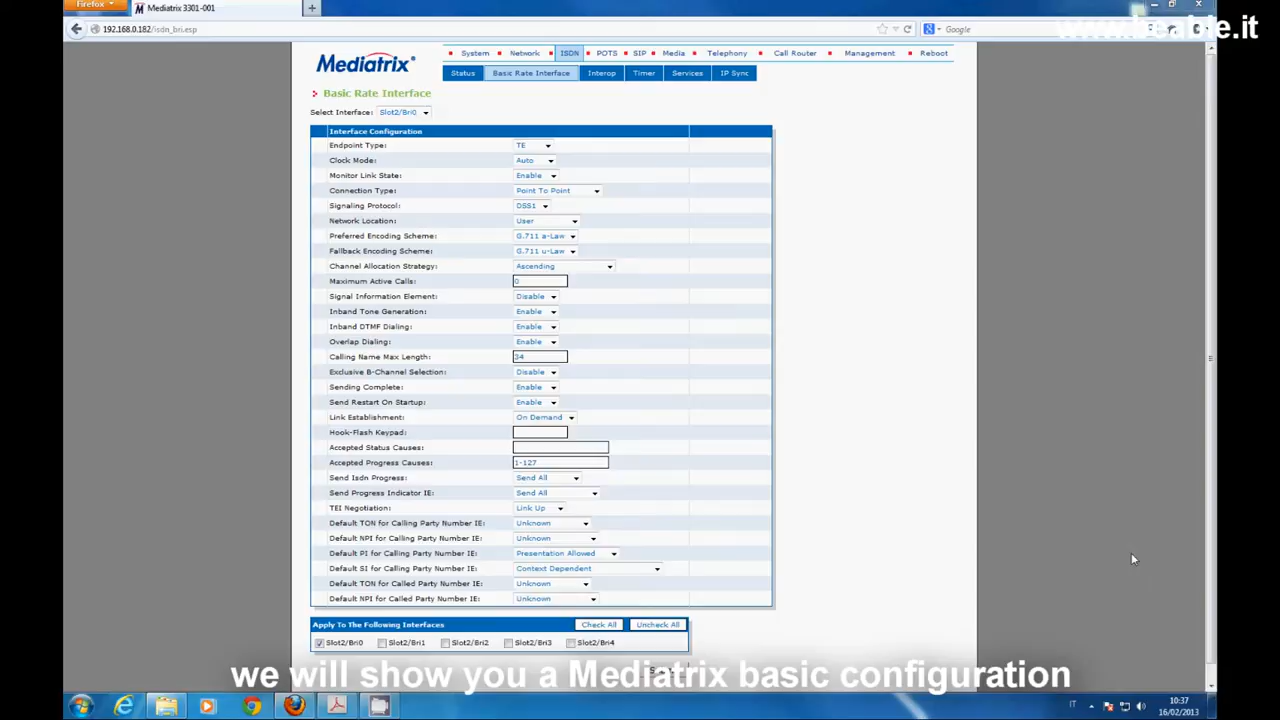 Firefox
Mediatrix 3301-001
192.168.0.182/isdn_bri.esp
Google
Mediatrix
System Network ISDN POTS SIP Media Telephony Call Router Management Reboot
Status Basic Rate Interface Interop Timer Services IP Sync
Basic Rate Interface
Select Interface: Slot2/Bri0
Interface Configuration
Endpoint Type: TE
Clock Mode: Auto
Monitor Link State: Enable
Connection Type: Point To Point
Signaling Protocol: DSS1
Network Location: User
Preferred Encoding Scheme: G.711 a-Law
Fallback Encoding Scheme: G.711 u-Law
Channel Allocation Strategy: Ascending
Maximum Active Calls: 0
Signal Information Element: Disable
Inband Tone Generation: Enable
Inband DTMF Dialing: Enable
Overlap Dialing: Enable
Calling Name Max Length: 34
Exclusive B-Channel Selection: Disable
Sending Complete: Enable
Send Restart On Startup: Enable
Link Establishment: On Demand
Hook-Flash Keypad:
Accepted Status Causes:
Accepted Progress Causes: 1-127
Send Isdn Progress: Send All
Send Progress Indicator IE: Send All
TEI Negotiation: Link Up
Default TON for Calling Party Number IE: Unknown
Default NPI for Calling Party Number IE: Unknown
Default PI for Calling Party Number IE: Presentation Allowed
Default SI for Calling Party Number IE: Context Dependent
Default TON for Called Party Number IE: Unknown
Default NPI for Called Party Number IE: Unknown
Apply To The Following Interfaces Check All Uncheck All
Slot2/Bri0 Slot2/Bri1 Slot2/Bri2 Slot2/Bri3 Slot2/Bri4
we will show you a Mediatrix basic configuration
IT 10:37
16/02/2013